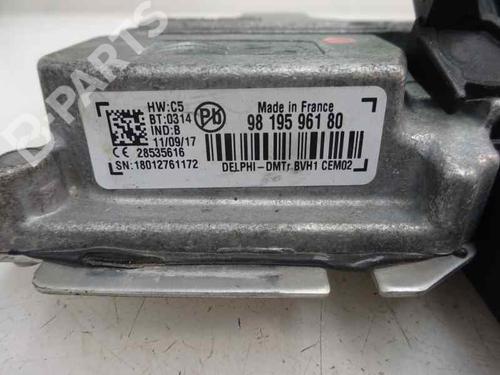 B-PARTS
HW:C5
BT:0314
IND:B
11/09/17
CE 28535616
SN:18012761172
Pb
Made in France
98 195 961 80
DELPHI-DMTr BVH1 CEM02